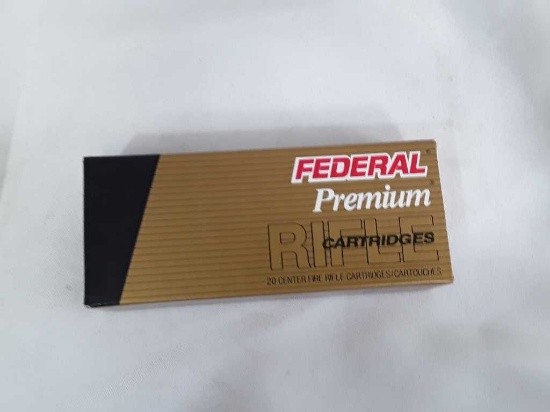 FEDERAL
Premium
RIFLE
CARTRIDGES
20 CENTER FIRE RIFLE CARTRIDGES/CARTOUCHES